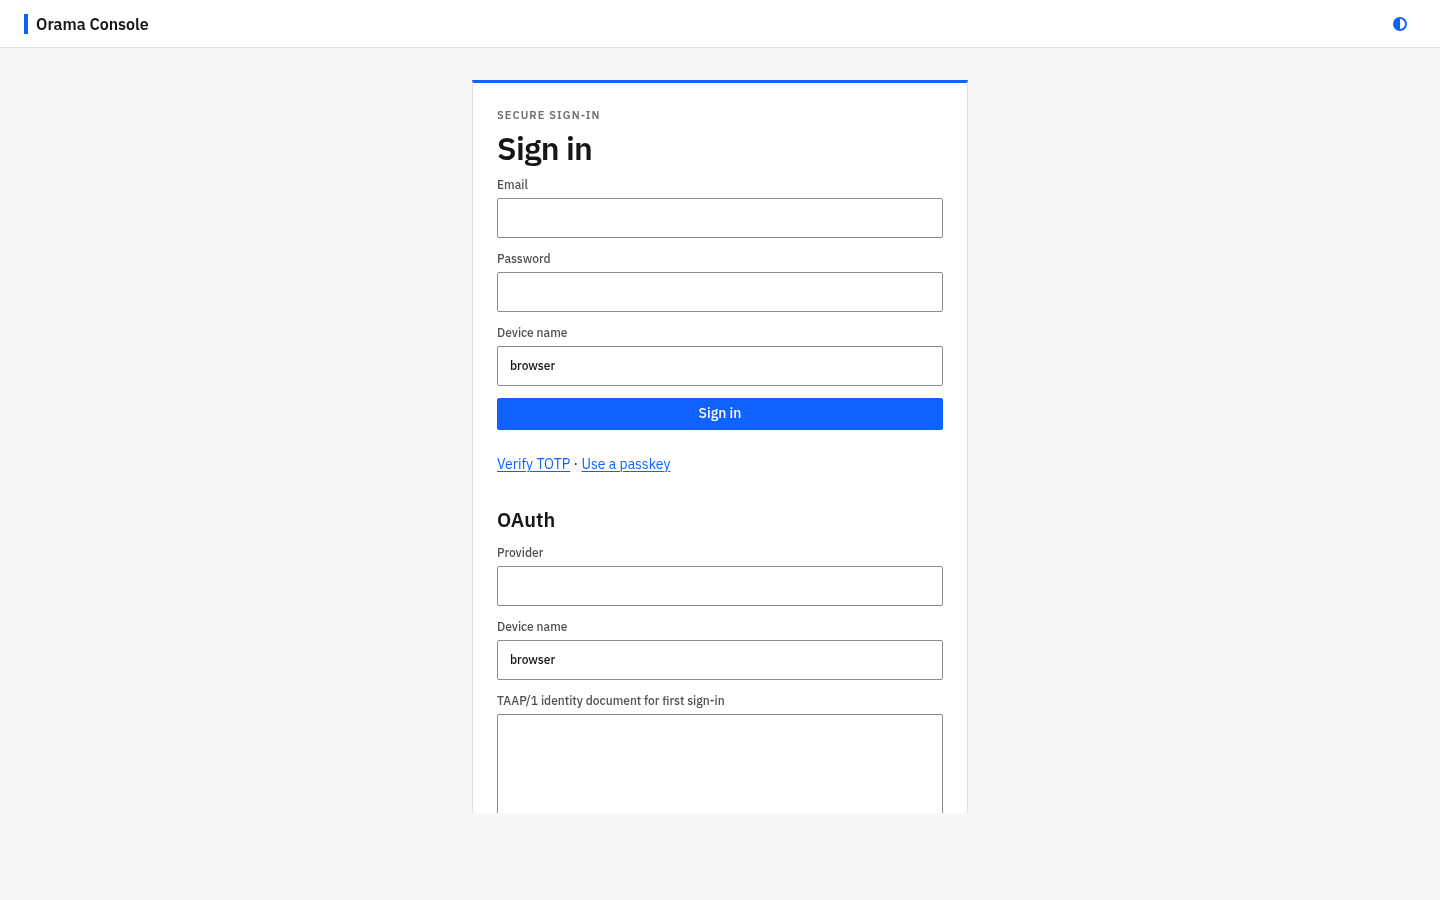 Orama Console
SECURE SIGN-IN
Sign in
Email
Password
Device name
browser
Sign in
Verify TOTP · Use a passkey
OAuth
Provider
Device name
browser
TAAP/1 identity document for first sign-in